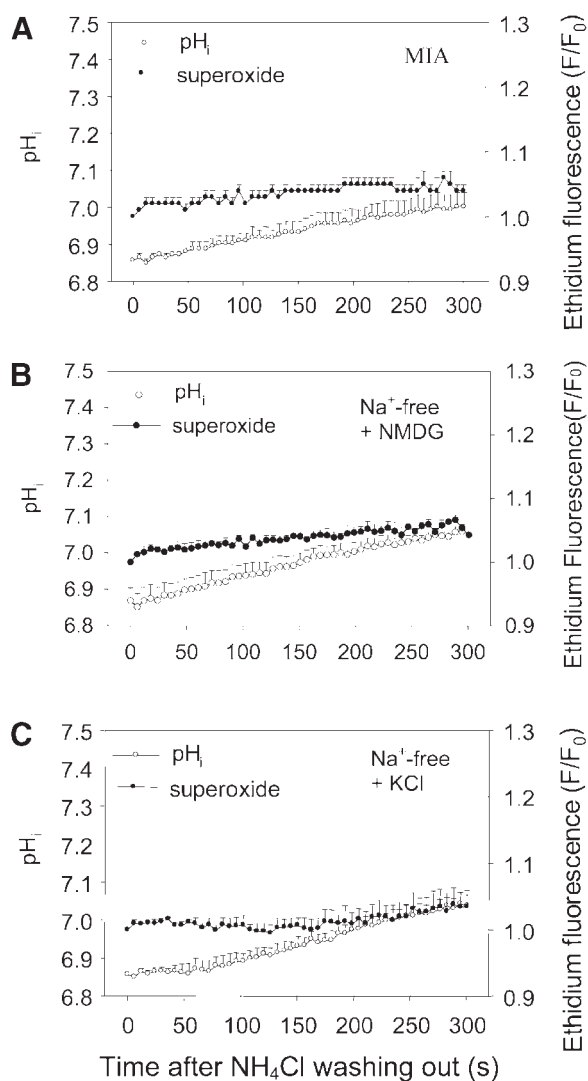 A
7.5
7.4
7.3
7.2
7.1
7.0
6.9
6.8
pHi
pHi
superoxide
MIA
1.3
1.2
1.1
1.0
0.9
Ethidium fluorescence (F/F0)
0 50 100 150 200 250 300
B
7.5
7.4
7.3
7.2
7.1
7.0
6.9
6.8
pHi
pHi
superoxide
Na+-free
+ NMDG
1.3
1.2
1.1
1.0
0.9
Ethidium Fluorescence(F/F0)
0 50 100 150 200 250 300
C
7.5
7.4
7.3
7.2
7.1
7.0
6.9
6.8
pHi
pHi
superoxide
Na+-free
+ KCl
1.3
1.2
1.1
1.0
0.9
Ethidium fluorescence (F/F0)
0 50 100 150 200 250 300
Time after NH4Cl washing out (s)